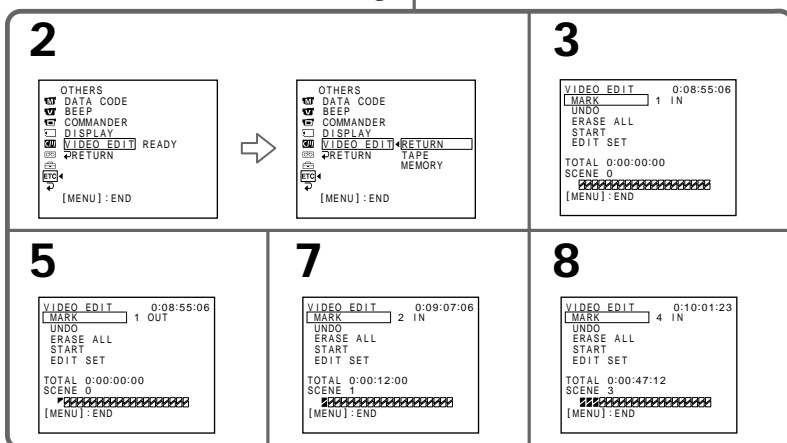 2
OTHERS
DATA CODE
BEEP
COMMANDER
DISPLAY
VIDEO EDIT READY
RETURN
ETC
[MENU] : END
OTHERS
DATA CODE
BEEP
COMMANDER
DISPLAY
VIDEO EDIT RETURN
RETURN TAPE
MEMORY
ETC
[MENU] : END
3
VIDEO EDIT 0:08:55:06
MARK 1 IN
UNDO
ERASE ALL
START
EDIT SET
TOTAL 0:00:00:00
SCENE 0
[MENU] : END
5
VIDEO EDIT 0:08:55:06
MARK 1 OUT
UNDO
ERASE ALL
START
EDIT SET
TOTAL 0:00:00:00
SCENE 0
[MENU] : END
7
VIDEO EDIT 0:09:07:06
MARK 2 IN
UNDO
ERASE ALL
START
EDIT SET
TOTAL 0:00:12:00
SCENE 1
[MENU] : END
8
VIDEO EDIT 0:10:01:23
MARK 4 IN
UNDO
ERASE ALL
START
EDIT SET
TOTAL 0:00:47:12
SCENE 3
[MENU] : END